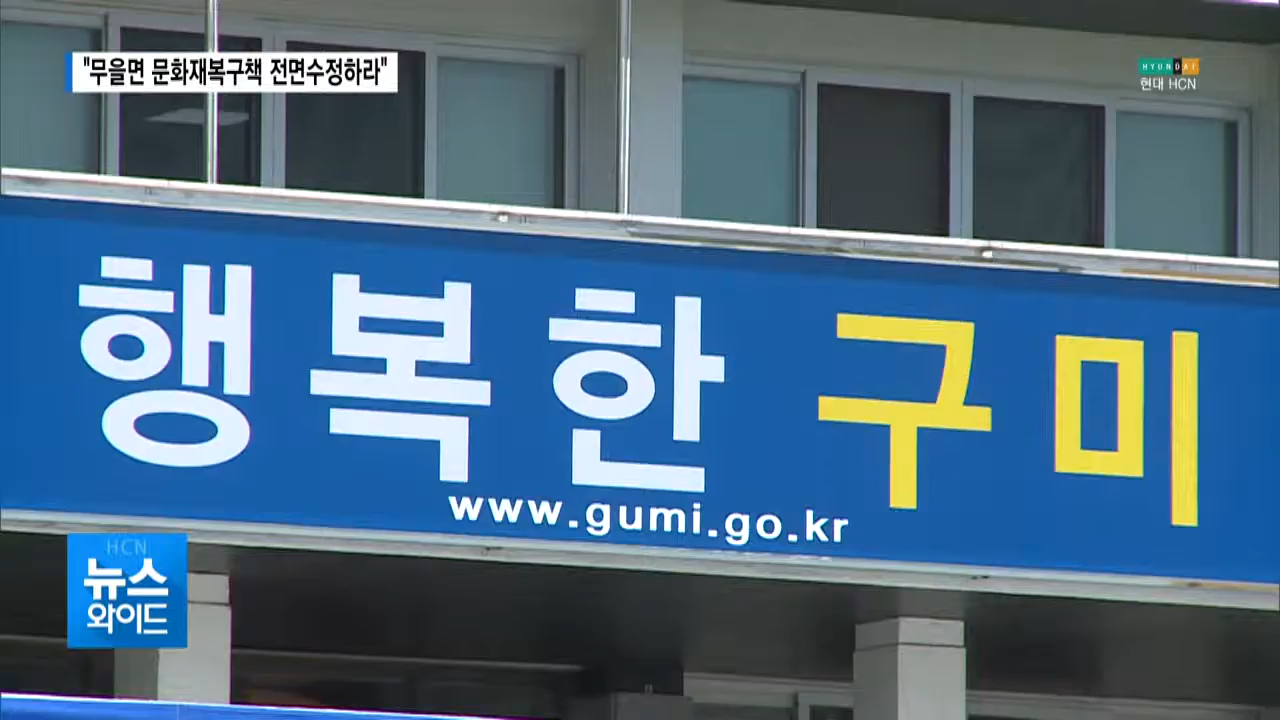 "무을면 문화재복구책 전면수정하라"
HYUNDAI
현대 HCN
행복한 구미
www.gumi.go.kr
HCN
뉴스
와이드